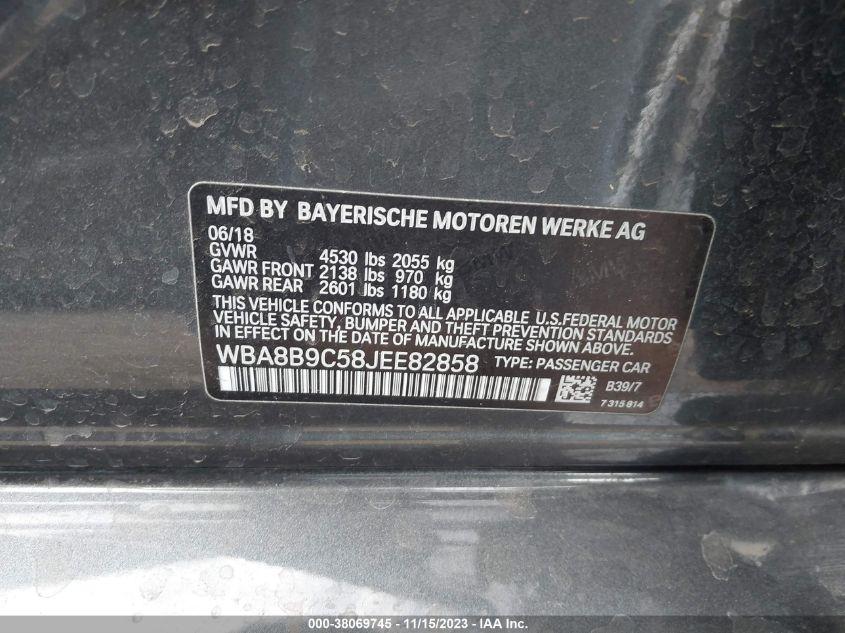 MFD BY BAYERISCHE MOTOREN WERKE AG
06/18
GVWR 4530 lbs 2055 kg
GAWR FRONT 2138 lbs 970 kg
GAWR REAR 2601 lbs 1180 kg
THIS VEHICLE CONFORMS TO ALL APPLICABLE U.S.FEDERAL MOTOR
VEHICLE SAFETY, BUMPER AND THEFT PREVENTION STANDARDS
IN EFFECT ON THE DATE OF MANUFACTURE SHOWN ABOVE.
WBA8B9C58JEE82858 TYPE: PASSENGER CAR
B39/7
7 315 814
000-38069745 - 11/15/2023 - IAA Inc.